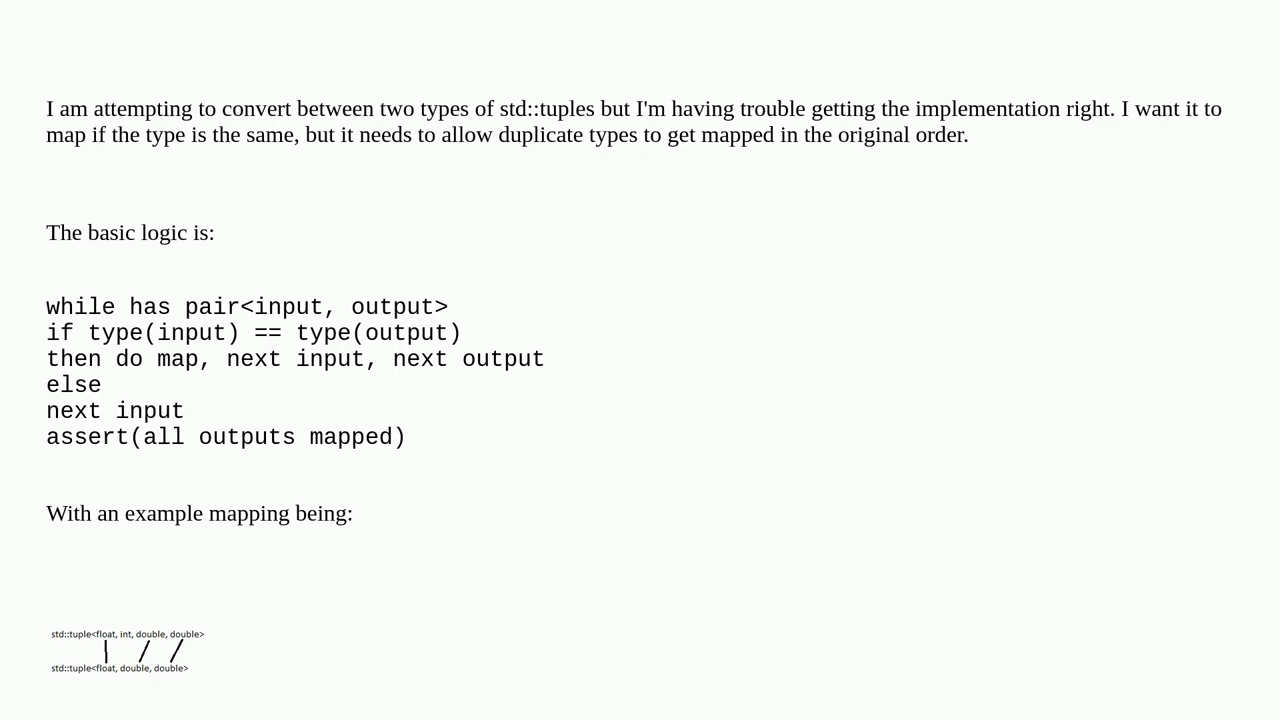 I am attempting to convert between two types of std::tuples but I'm having trouble getting the implementation right. I want it to
map if the type is the same, but it needs to allow duplicate types to get mapped in the original order.
The basic logic is:
while has pair<input, output>
if type(input) == type(output)
then do map, next input, next output
else
next input
assert(all outputs mapped)
With an example mapping being:
std::tuple<float, int, double, double>
std::tuple<float, double, double>